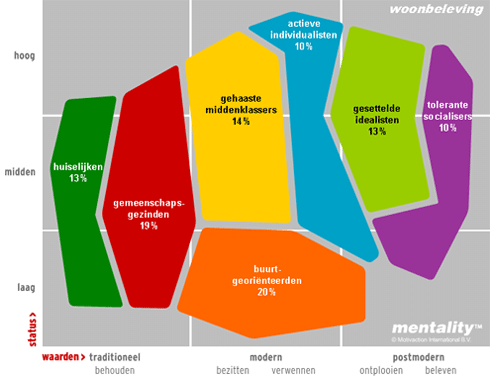 woonbeleving
hoog
midden
laag
status>
actieve
individualisten
10%
gehaaste
middenklassers
14%
gesettelde
idealisten
13%
tolerante
socialisers
10%
huiselijken
13%
gemeenschaps-
gezinden
19%
buurt-
georienteerden
20%
mentality™
© Motivaction International B.V.
waarden> traditioneel modern postmodern
behouden bezitten verwennen ontplooien beleven